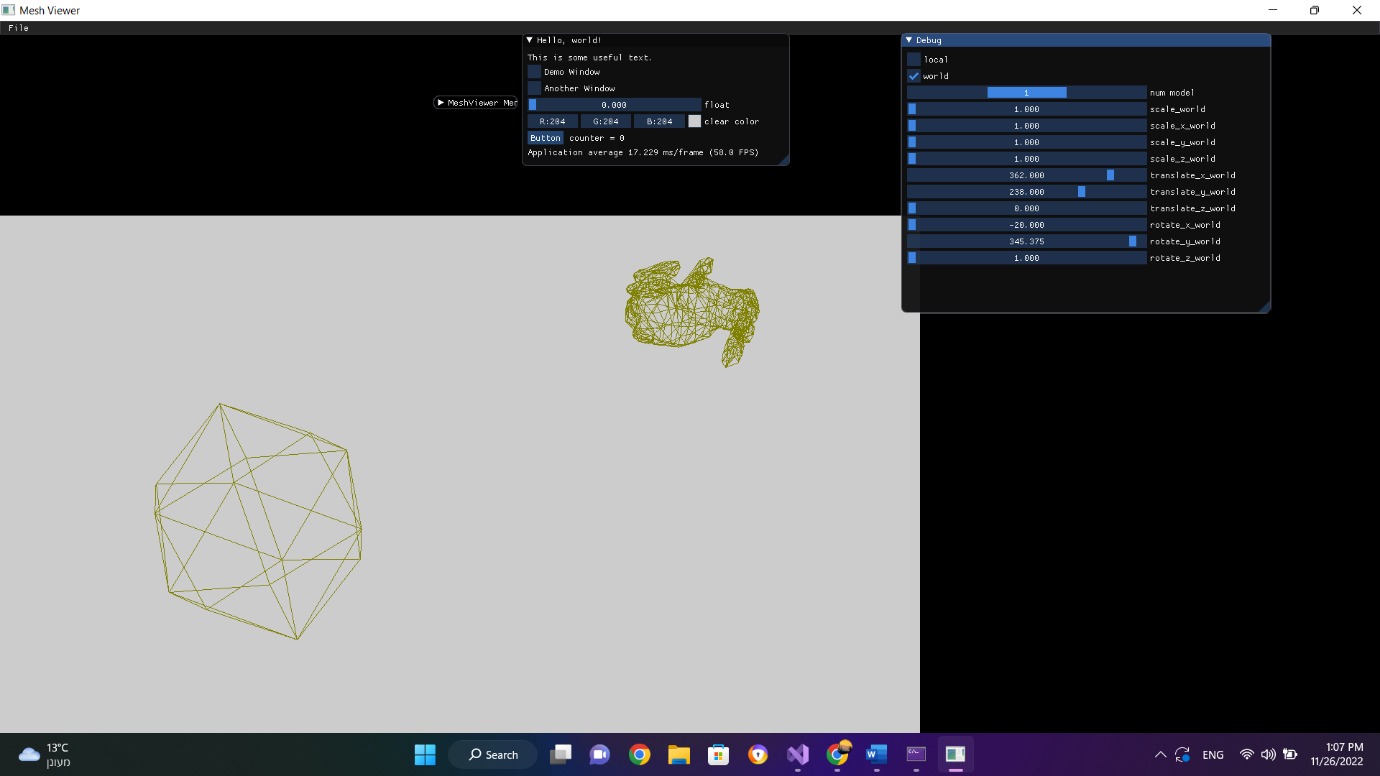 Mesh Viewer
File
Hello, world!
This is some useful text.
Demo Window
Another Window
0.000 float
R:204 G:204 B:204 clear color
Button counter = 0
Application average 17.229 ms/frame (58.0 FPS)
MeshViewer Men
Debug
local
world
1 num model
1.000 scale_world
1.000 scale_x_world
1.000 scale_y_world
1.000 scale_z_world
362.000 translate_x_world
238.000 translate_y_world
0.000 translate_z_world
-20.000 rotate_x_world
345.375 rotate_y_world
1.000 rotate_z_world
13°C
מעונן
Search
ENG
1:07 PM
11/26/2022